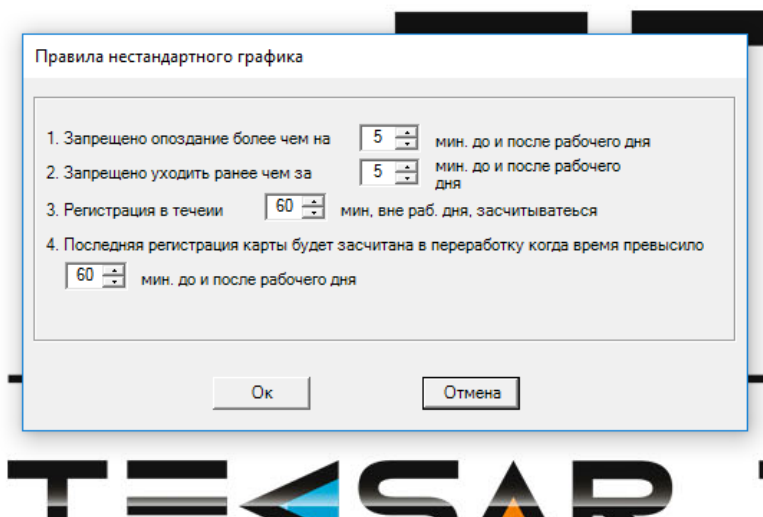 Правила нестандартного графика
1. Запрещено опоздание более чем на 5 мин. до и после рабочего дня
2. Запрещено уходить ранее чем за 5 мин. до и после рабочего
дня
3. Регистрация в течеии 60 мин, вне раб. дня, засчитыватеься
4. Последняя регистрация карты будет засчитана в переработку когда время превысило
60 мин. до и после рабочего дня
Ок Отмена